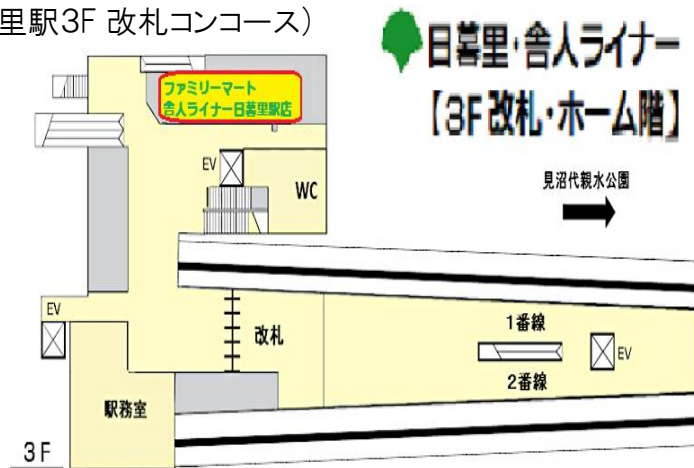 里駅3F 改札コンコース)
日暮里・舎人ライナー
【3F改札・ホーム階】
ファミリーマート
舎人ライナー日暮里駅店
EV
WC
見沼代親水公園
EV
改札
1番線
EV
2番線
駅務室
3F